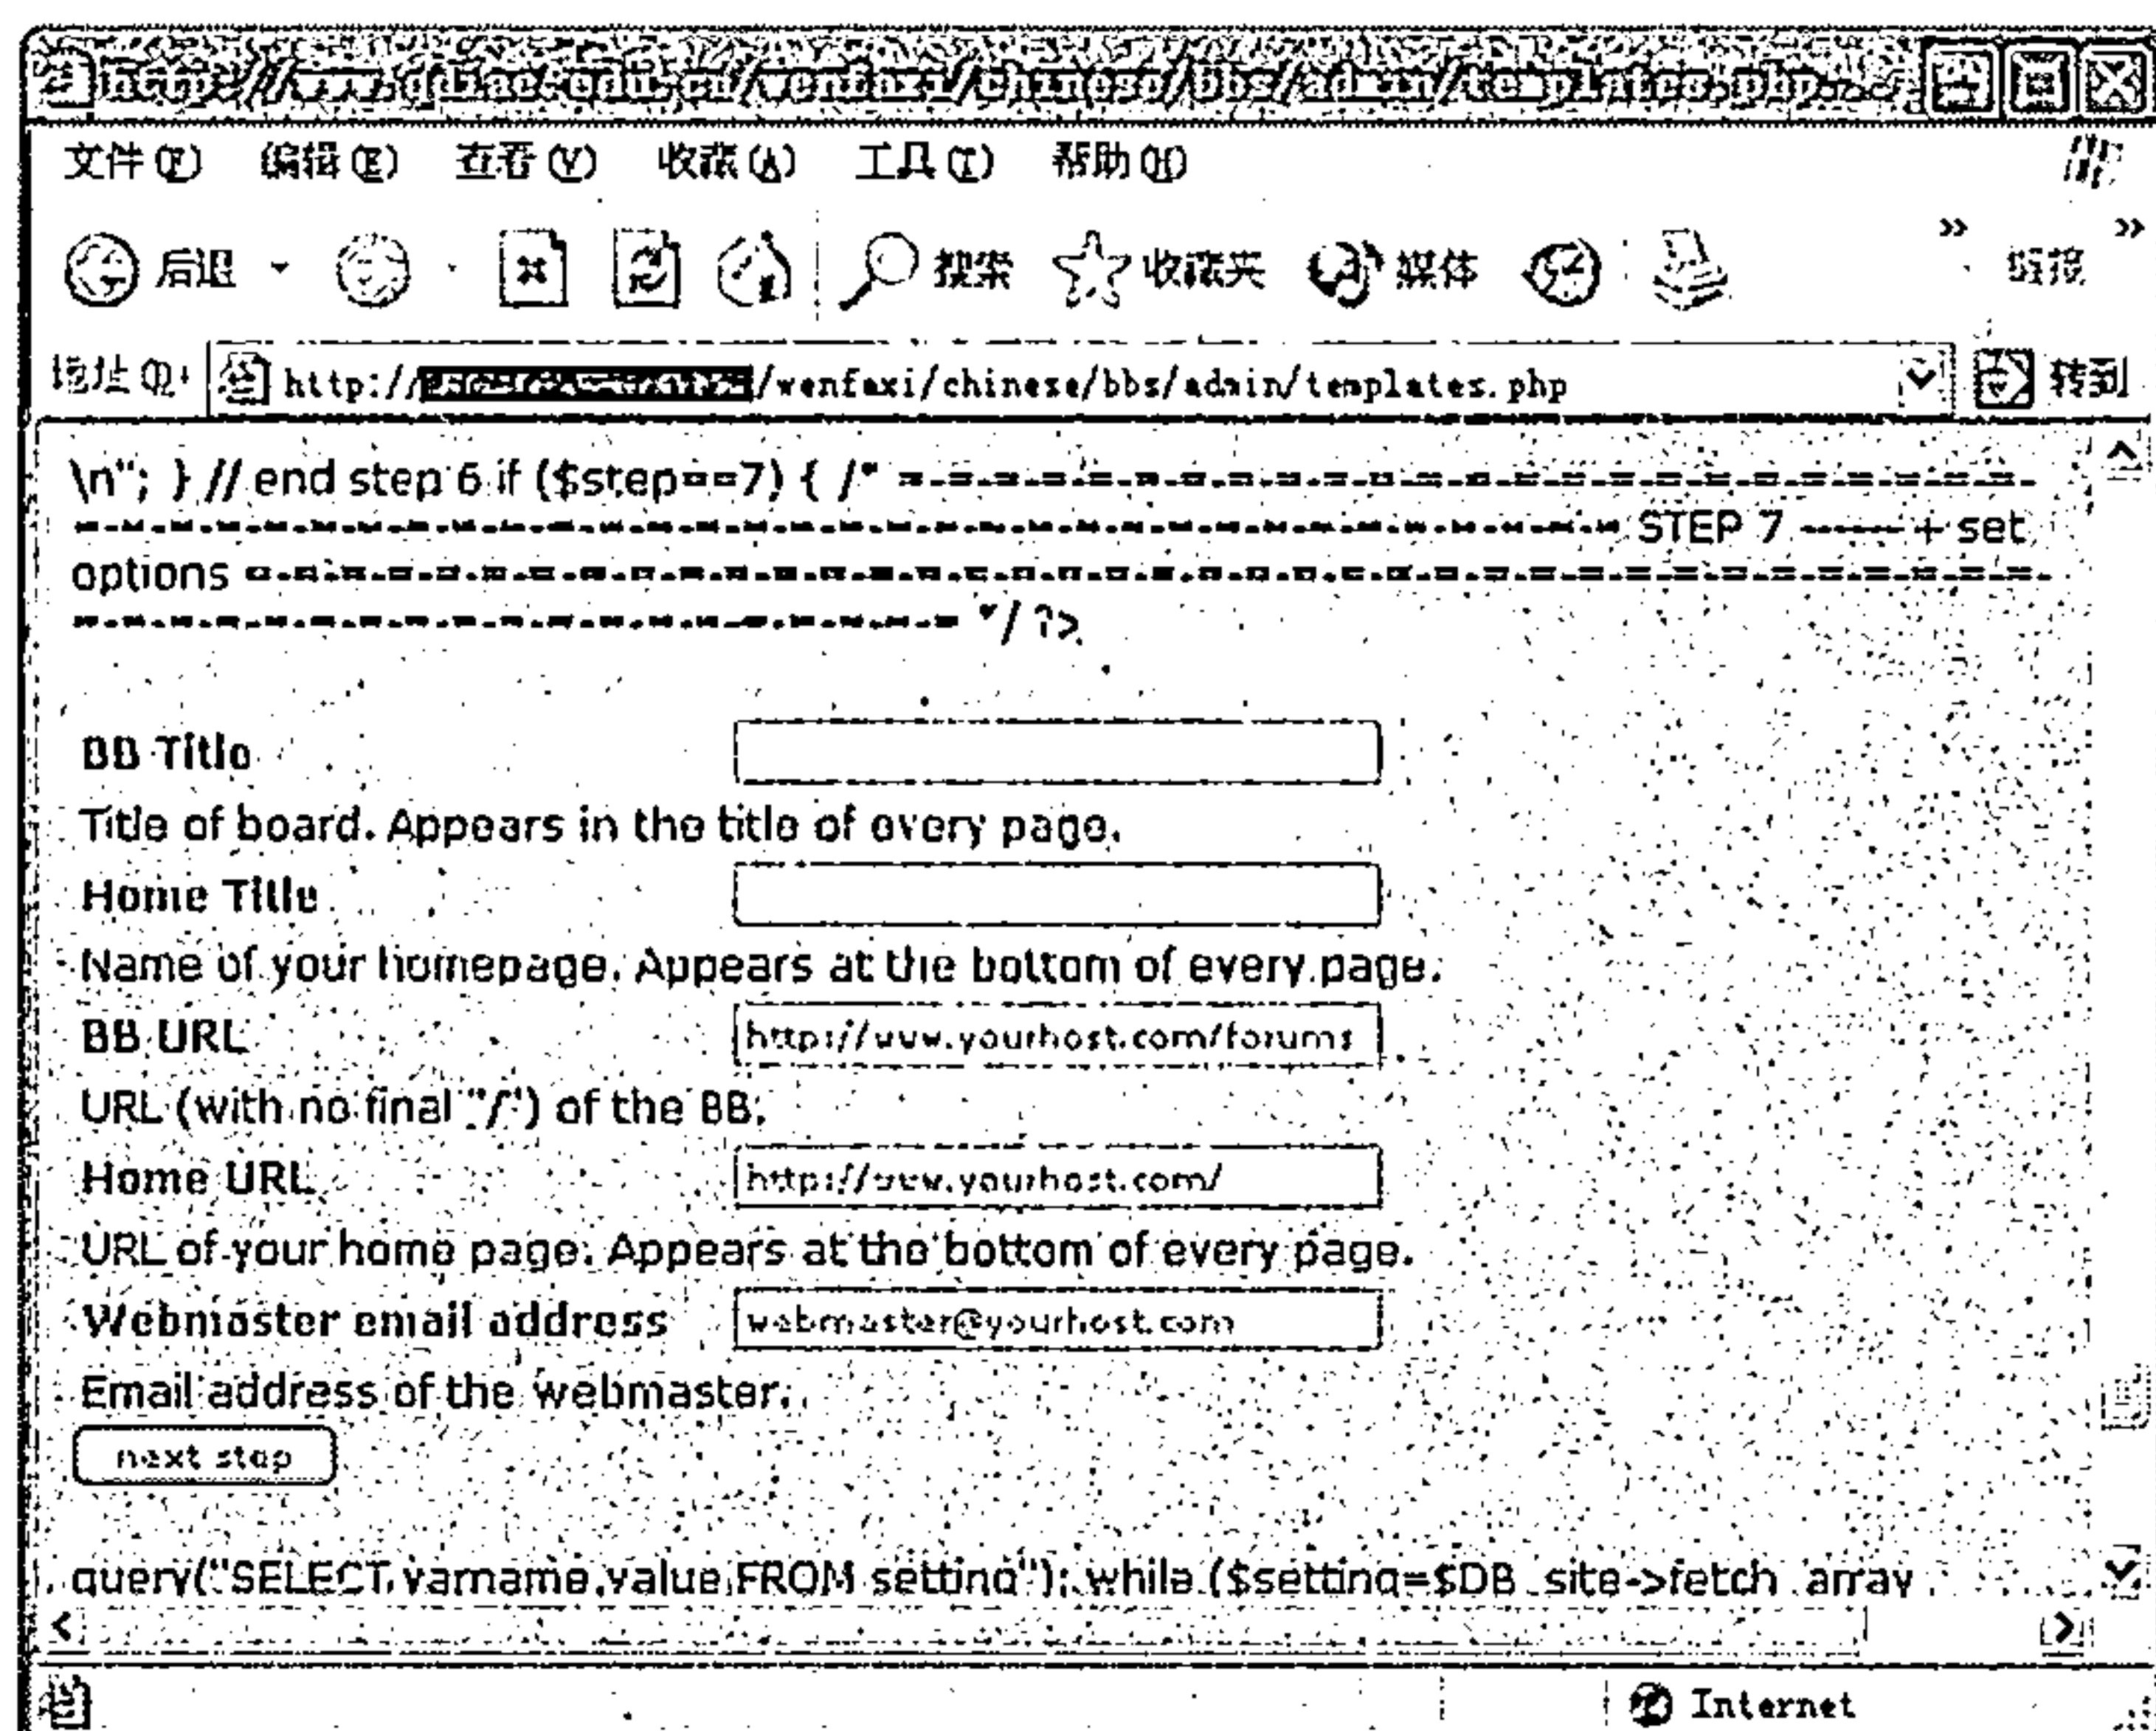 文件(F) 编辑(E) 查看(V) 收藏(A) 工具(T) 帮助(H)
后退 搜索 收藏夹 媒体 » »
地址(D) http:// /wenfaxi/chinese/bbs/admin/templates.php 转到
\n"; } // end step 6 if ($step==7) { /* =-=-=-=-=-=-=-=-=-=-=-=-=-=-=-=-=-=-=-=-=-=-=-=-
=-=-=-=-=-=-=-=-=-=-=-=-=-=-=-=-=-=-=-=-=-=-=-=-=-=-=-=-=-=-=-=-= STEP 7 ------ + set
options =-=-=-=-=-=-=-=-=-=-=-=-=-=-=-=-=-=-=-=-=-=-=-=-=-=-=-=-=-=-=-=-=-=-=-=-=-=-
=-=-=-=-=-=-=-=-=-=-=-=-=-=-=-=-=-=-= */ ?>
BB Title
Title of board. Appears in the title of every page.
Home Title
Name of your homepage. Appears at the bottom of every page.
BB URL http://www.yourhost.com/forums
URL (with no final "/") of the BB.
Home URL http://www.yourhost.com/
URL of your home page. Appears at the bottom of every page.
Webmaster email address webmaster@yourhost.com
Email address of the webmaster.
next step
query("SELECT varname,value FROM setting"); while ($setting=$DB_site->fetch_array
Internet